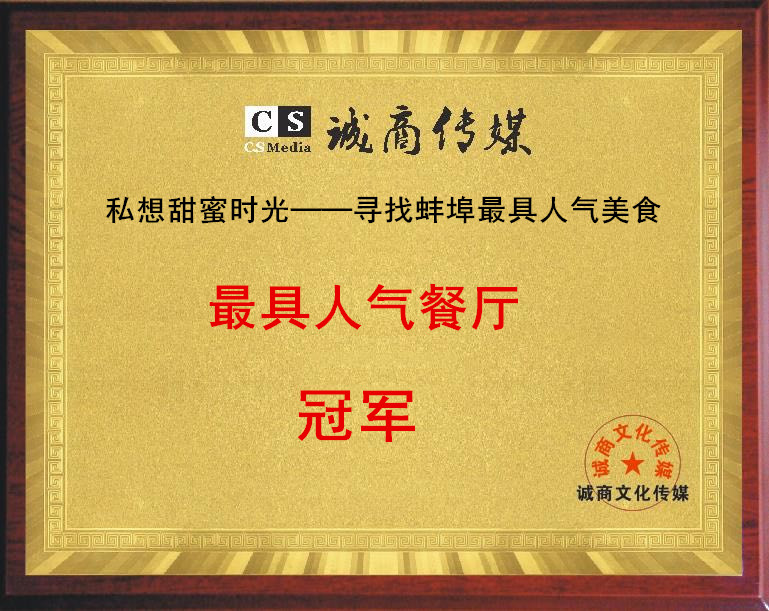 CS
CSMedia
诚商传媒
私想甜蜜时光——寻找蚌埠最具人气美食
最具人气餐厅
冠军
诚商文化传媒
诚商文化传媒